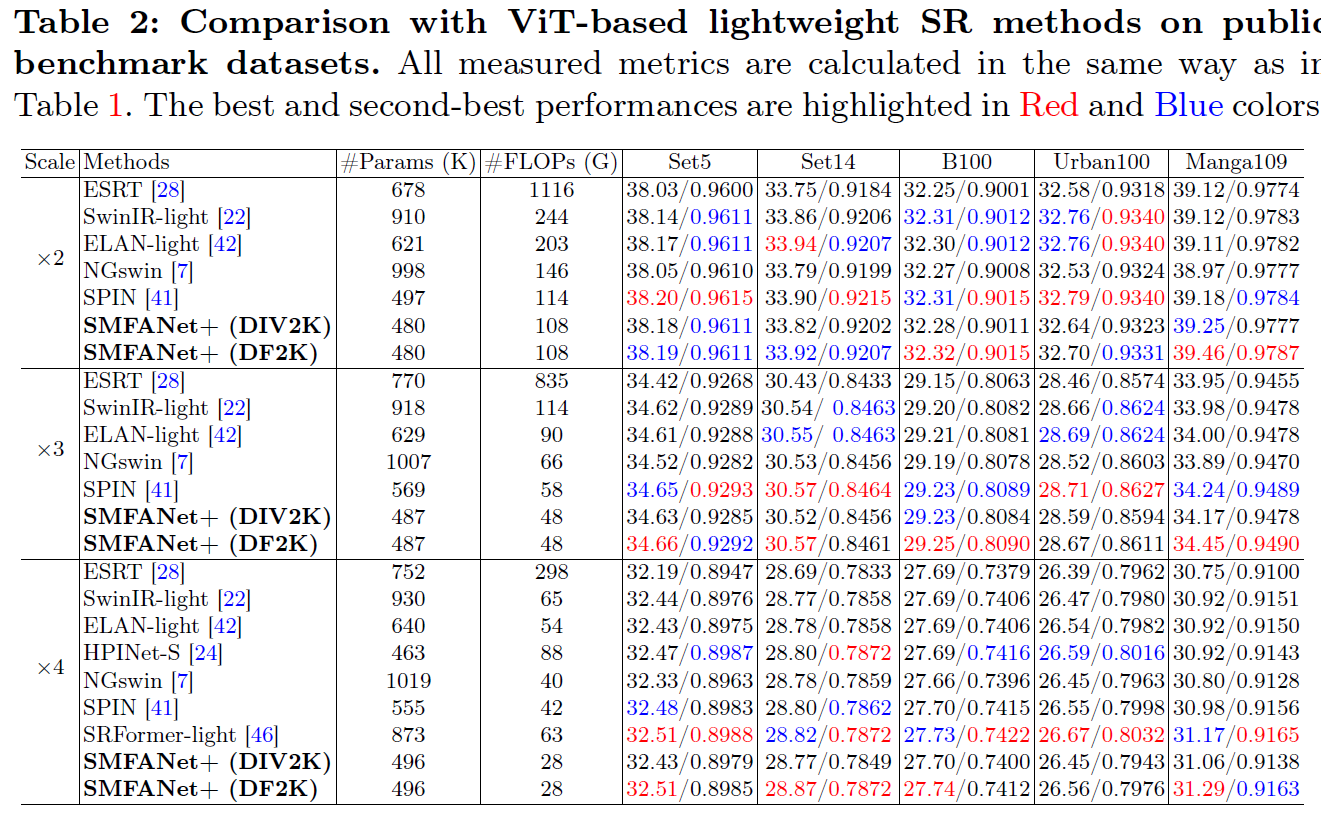 Table 2: Comparison with ViT-based lightweight SR methods on public
benchmark datasets. All measured metrics are calculated in the same way as in
Table 1. The best and second-best performances are highlighted in Red and Blue colors
Scale Methods #Params (K) #FLOPs (G) Set5 Set14 B100 Urban100 Manga109
ESRT [28] 678 1116 38.03/0.9600 33.75/0.9184 32.25/0.9001 32.58/0.9318 39.12/0.9774
SwinIR-light [22] 910 244 38.14/0.9611 33.86/0.9206 32.31/0.9012 32.76/0.9340 39.12/0.9783
ELAN-light [42] 621 203 38.17/0.9611 33.94/0.9207 32.30/0.9012 32.76/0.9340 39.11/0.9782
×2 NGswin [7] 998 146 38.05/0.9610 33.79/0.9199 32.27/0.9008 32.53/0.9324 38.97/0.9777
SPIN [41] 497 114 38.20/0.9615 33.90/0.9215 32.31/0.9015 32.79/0.9340 39.18/0.9784
SMFANet+ (DIV2K) 480 108 38.18/0.9611 33.82/0.9202 32.28/0.9011 32.64/0.9323 39.25/0.9777
SMFANet+ (DF2K) 480 108 38.19/0.9611 33.92/0.9207 32.32/0.9015 32.70/0.9331 39.46/0.9787
ESRT [28] 770 835 34.42/0.9268 30.43/0.8433 29.15/0.8063 28.46/0.8574 33.95/0.9455
SwinIR-light [22] 918 114 34.62/0.9289 30.54/ 0.8463 29.20/0.8082 28.66/0.8624 33.98/0.9478
ELAN-light [42] 629 90 34.61/0.9288 30.55/ 0.8463 29.21/0.8081 28.69/0.8624 34.00/0.9478
×3 NGswin [7] 1007 66 34.52/0.9282 30.53/0.8456 29.19/0.8078 28.52/0.8603 33.89/0.9470
SPIN [41] 569 58 34.65/0.9293 30.57/0.8464 29.23/0.8089 28.71/0.8627 34.24/0.9489
SMFANet+ (DIV2K) 487 48 34.63/0.9285 30.52/0.8456 29.23/0.8084 28.59/0.8594 34.17/0.9478
SMFANet+ (DF2K) 487 48 34.66/0.9292 30.57/0.8461 29.25/0.8090 28.67/0.8611 34.45/0.9490
ESRT [28] 752 298 32.19/0.8947 28.69/0.7833 27.69/0.7379 26.39/0.7962 30.75/0.9100
SwinIR-light [22] 930 65 32.44/0.8976 28.77/0.7858 27.69/0.7406 26.47/0.7980 30.92/0.9151
ELAN-light [42] 640 54 32.43/0.8975 28.78/0.7858 27.69/0.7406 26.54/0.7982 30.92/0.9150
HPINet-S [24] 463 88 32.47/0.8987 28.80/0.7872 27.69/0.7416 26.59/0.8016 30.92/0.9143
×4 NGswin [7] 1019 40 32.33/0.8963 28.78/0.7859 27.66/0.7396 26.45/0.7963 30.80/0.9128
SPIN [41] 555 42 32.48/0.8983 28.80/0.7862 27.70/0.7415 26.55/0.7998 30.98/0.9156
SRFormer-light [46] 873 63 32.51/0.8988 28.82/0.7872 27.73/0.7422 26.67/0.8032 31.17/0.9165
SMFANet+ (DIV2K) 496 28 32.43/0.8979 28.77/0.7849 27.70/0.7400 26.45/0.7943 31.06/0.9138
SMFANet+ (DF2K) 496 28 32.51/0.8985 28.87/0.7872 27.74/0.7412 26.56/0.7976 31.29/0.9163